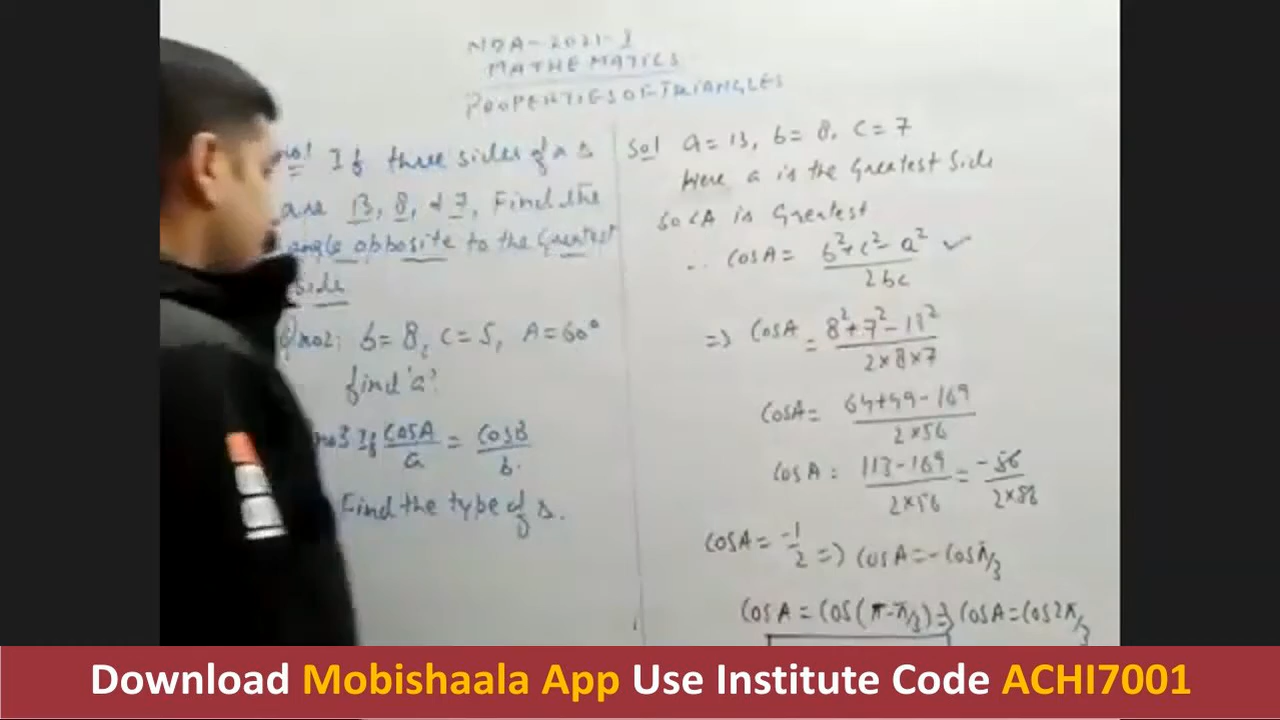 NDA-2021-I
MATHEMATICS
POOPERTIES OF TRIANGLES
no1 If three sides of a Δ
are 13, 8, & 7, Find the
angle opposite to the Greatest
side
Qno2: b=8, c=5, A=60°
find 'a'?
no3 If cosA/a = cosB/b.
Find the type of Δ.
Sol a=13, b=8, c=7
Here a is the Greatest Side
So <A is Greatest
∴ cosA = b²+c²-a²/2bc ✓
=> cosA = 8²+7²-13²/2×8×7
cosA = 64+49-169/2×56
cosA = 113-169/2×56 = -56/2×56
cosA = -1/2 => cosA = -cosπ/3
cosA = cos(π-π/3) => cosA = cos2π/3
Download Mobishaala App Use Institute Code ACHI7001